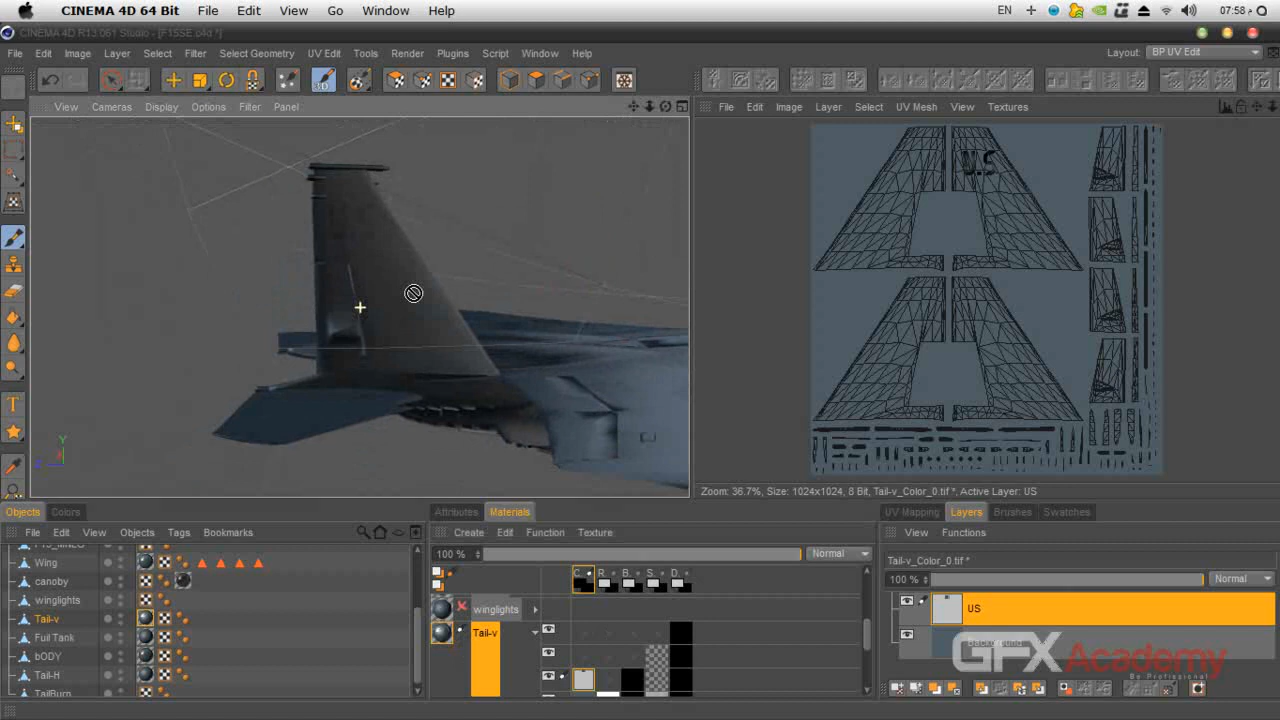 CINEMA 4D 64 Bit File Edit View Go Window Help EN 07:58 م
CINEMA 4D R13.061 Studio - [F15SE.c4d *]
File Edit Image Layer Select Filter Select Geometry UV Edit Tools Render Plugins Script Window Help Layout: BP UV Edit
3D
View Cameras Display Options Filter Panel
File Edit Image Layer Select UV Mesh View Textures
U.S
Y
Zoom: 36.7%, Size: 1024x1024, 8 Bit, Tail-v_Color_0.tif *, Active Layer: US
Objects Colors
File Edit View Objects Tags Bookmarks
Wing
canoby
winglights
Tail-v
Fuil Tank
bODY
Tail-H
TailBurn
Attributes Materials
Create Edit Function Texture
100 % Normal
C. R. B. S. D.
winglights
Tail-v
UV Mapping Layers Brushes Swatches
View Functions
Tail-v_Color_0.tif *
100 % Normal
US
Background
GFX Academy
Be Profissional